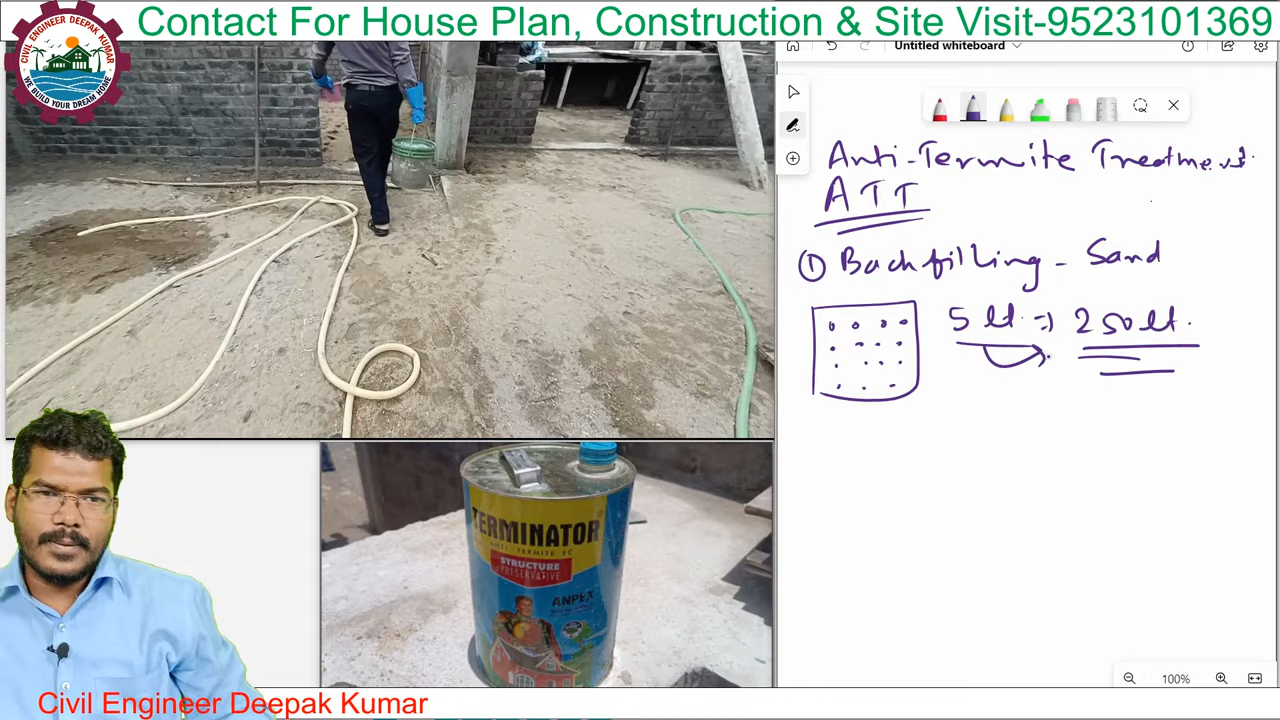 Contact For House Plan, Construction & Site Visit-9523101369
CIVIL ENGINEER DEEPAK KUMAR
WE BUILD YOUR DREAM HOME
Untitled whiteboard
Anti-Termite Treatment
ATT
① Backfilling - Sand
5 lt. => 250 lt.
TERMINATOR
ANTI-TERMITE EC
STRUCTURE
PRESERVATIVE
ANPEX
100%
Civil Engineer Deepak Kumar